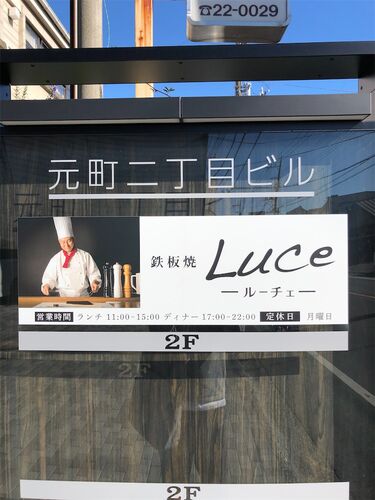 ☎22-0029
元町二丁目ビル
鉄板焼 Luce
ルーチェ
営業時間 ランチ 11:00-15:00 ディナー 17:00-22:00 定休日 月曜日
2F
2F